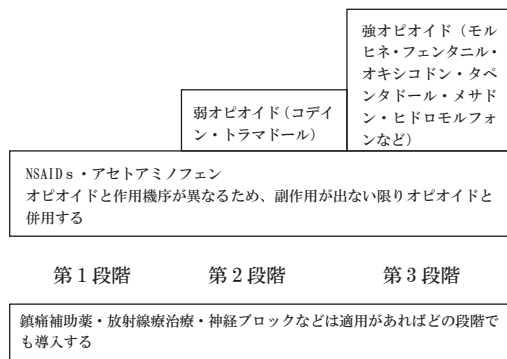 強オピオイド（モル
ヒネ・フェンタニル・
オキシコドン・タペ
ンタドール・メサド
ン・ヒドロモルフォ
ンなど）
弱オピオイド（コデイ
ン・トラマドール）
NSAIDs・アセトアミノフェン
オピオイドと作用機序が異なるため、副作用が出ない限りオピオイドと
併用する
第１段階　第２段階　第３段階
鎮痛補助薬・放射線療治療・神経ブロックなどは適用があればどの段階で
も導入する